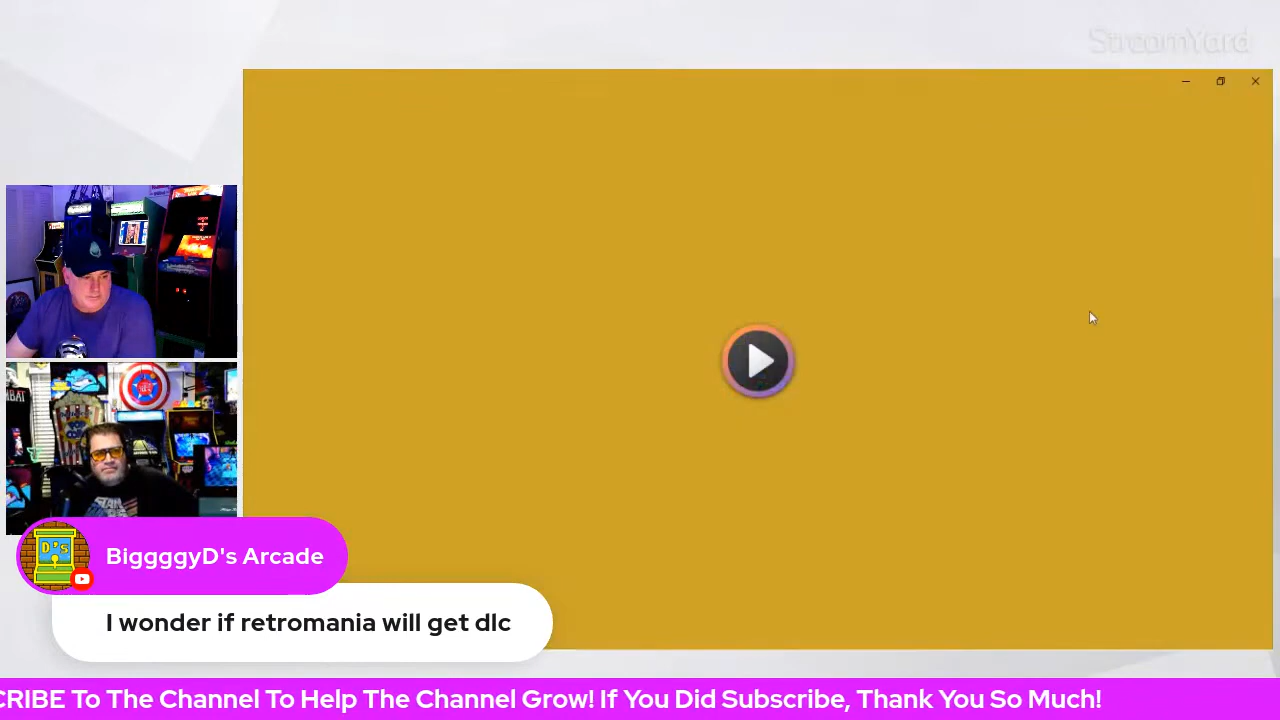 StreamYard
D's
BiggggyD's Arcade
I wonder if retromania will get dlc
CRIBE To The Channel To Help The Channel Grow! If You Did Subscribe, Thank You So Much!